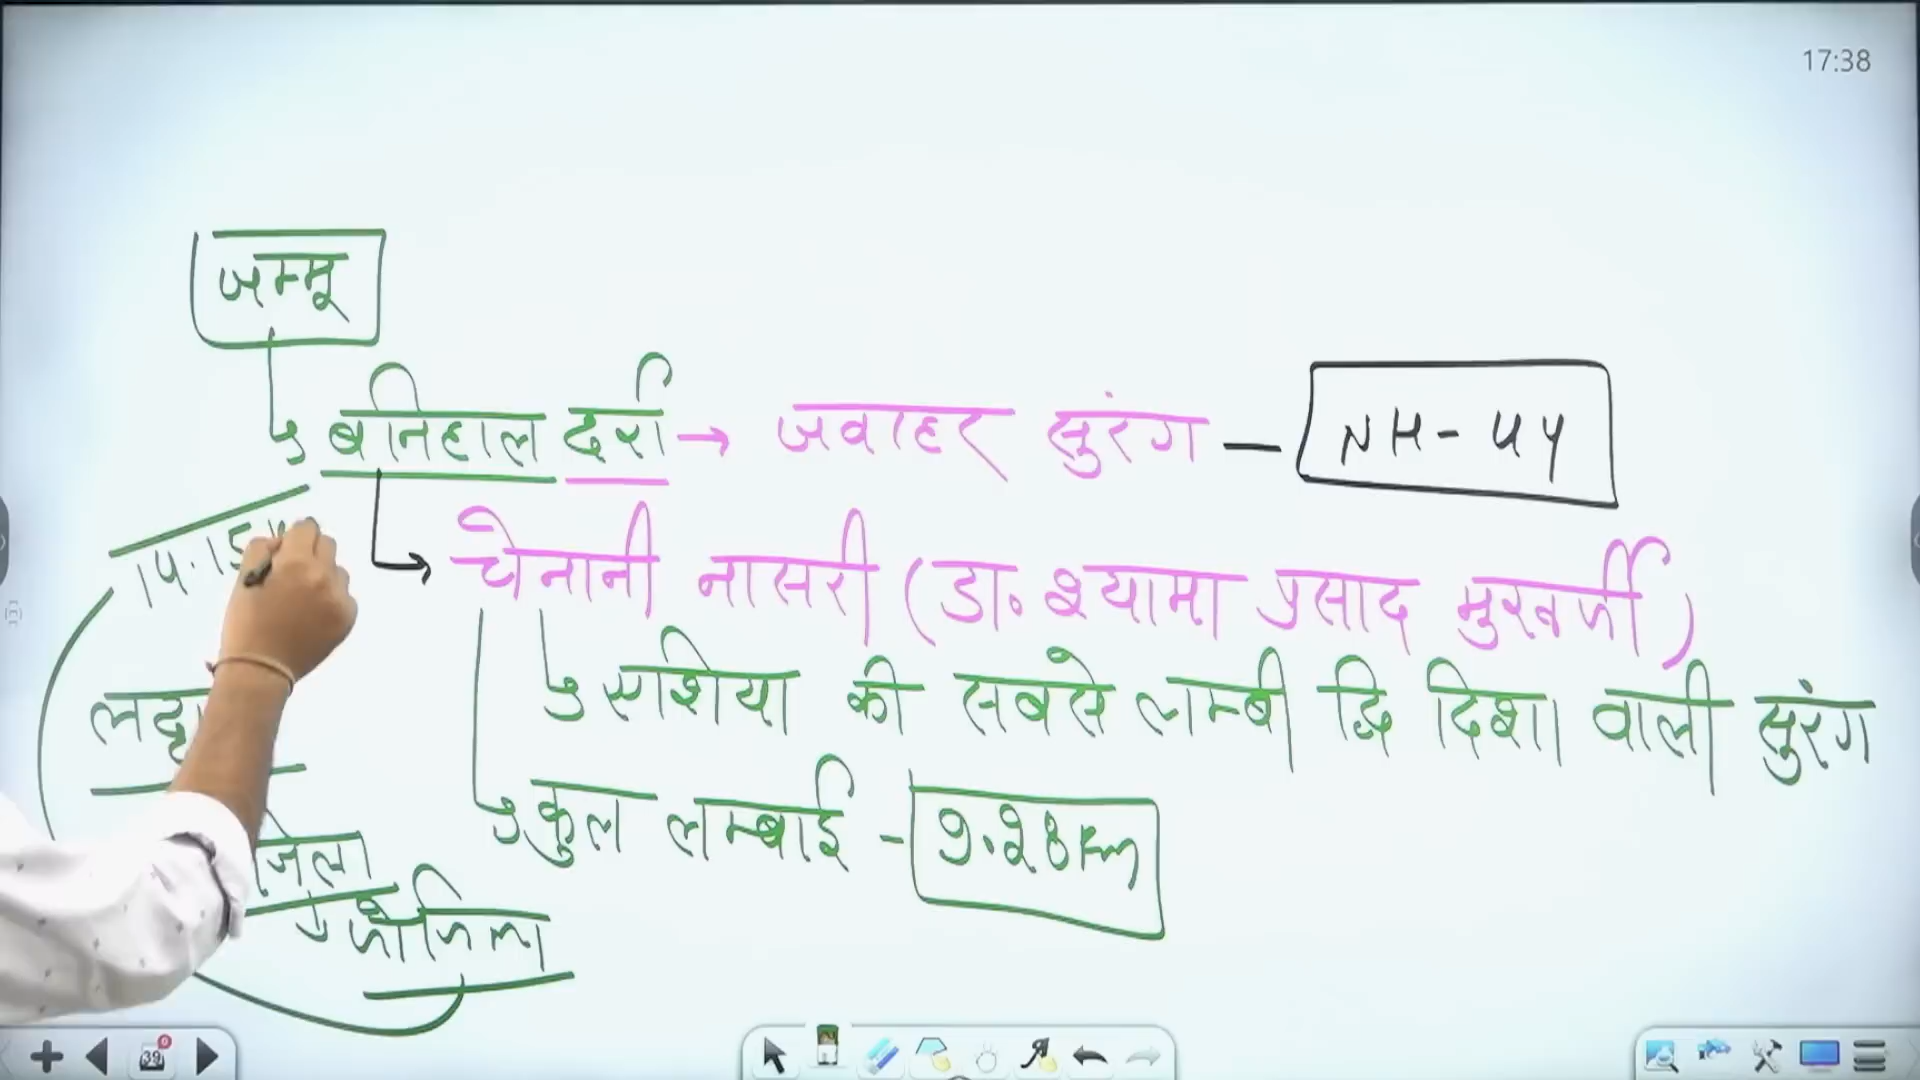 17:38
जम्मू
बनिहाल दर्रा → जवाहर सुरंग — NH-44
चेनानी नासरी (डा. श्यामा प्रसाद मुखर्जी)
14.15
एशिया की सबसे लम्बी द्वि दिशा वाली सुरंग
कुल लम्बाई - 9.28Km
जोजिला
39